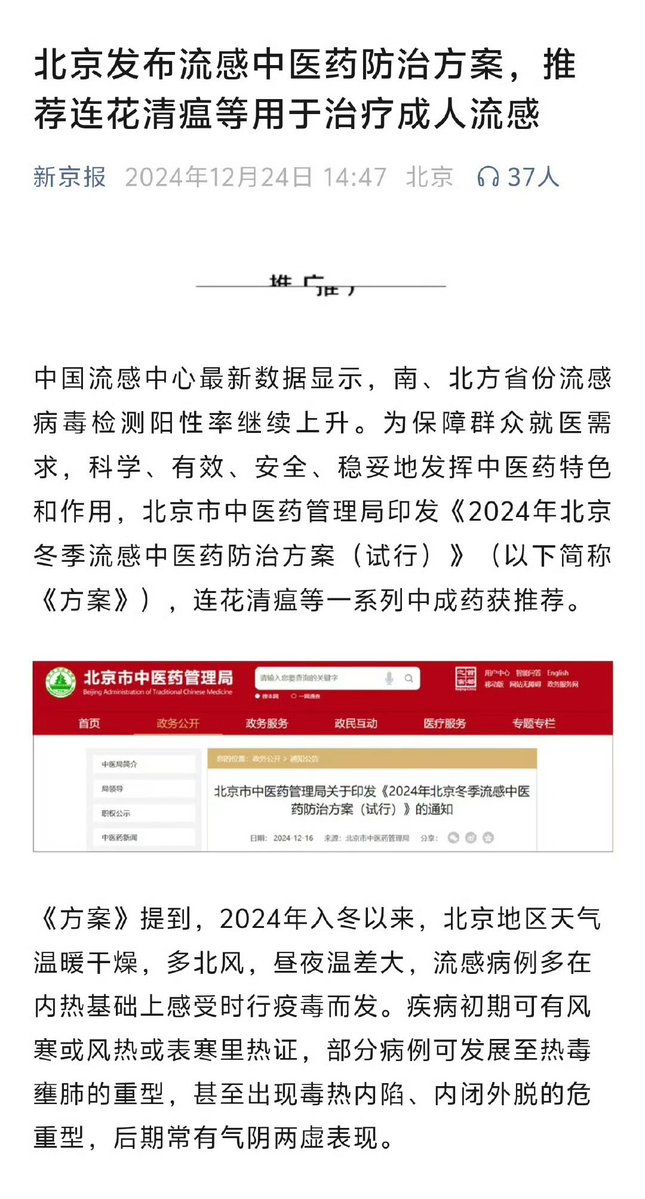 北京发布流感中医药防治方案，推
荐连花清瘟等用于治疗成人流感
新京报 2024年12月24日 14:47 北京 37人
推广
中国流感中心最新数据显示，南、北方省份流感
病毒检测阳性率继续上升。为保障群众就医需
求，科学、有效、安全、稳妥地发挥中医药特色
和作用，北京市中医药管理局印发《2024年北京
冬季流感中医药防治方案（试行）》（以下简称
《方案》），连花清瘟等一系列中成药获推荐。
北京市中医药管理局
Beijing Administration of Traditional Chinese Medicine
请输入您要查询的关键字
搜本网 一网通查
首都之窗
用户中心 智能问答 English
移动版 网站无障碍 政务服务网
首页 政务公开 政务服务 政民互动 医疗服务 专题专栏
中医局简介
局领导
职权公示
中医药新闻
您的位置：政务公开 > 通知公告
北京市中医药管理局关于印发《2024年北京冬季流感中医
药防治方案（试行）》的通知
日期：2024-12-16 来源：北京市中医药管理局 分享：
《方案》提到，2024年入冬以来，北京地区天气
温暖干燥，多北风，昼夜温差大，流感病例多在
内热基础上感受时行疫毒而发。疾病初期可有风
寒或风热或表寒里热证，部分病例可发展至热毒
壅肺的重型，甚至出现毒热内陷、内闭外脱的危
重型，后期常有气阴两虚表现。